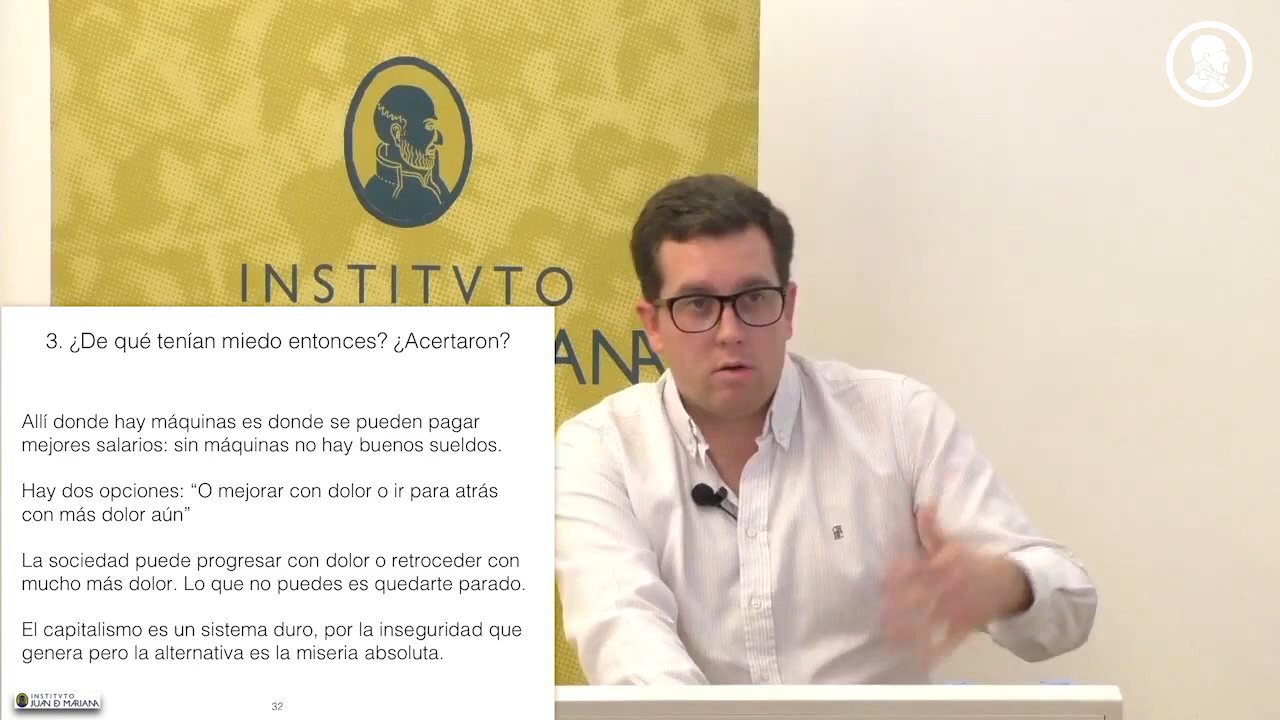 INSTITVTO
ANA
3. ¿De qué tenían miedo entonces? ¿Acertaron?
Allí donde hay máquinas es donde se pueden pagar
mejores salarios: sin máquinas no hay buenos sueldos.
Hay dos opciones: “O mejorar con dolor o ir para atrás
con más dolor aún”
La sociedad puede progresar con dolor o retroceder con
mucho más dolor. Lo que no puedes es quedarte parado.
El capitalismo es un sistema duro, por la inseguridad que
genera pero la alternativa es la miseria absoluta.
INSTITVTO
JUAN DE MARIANA
32